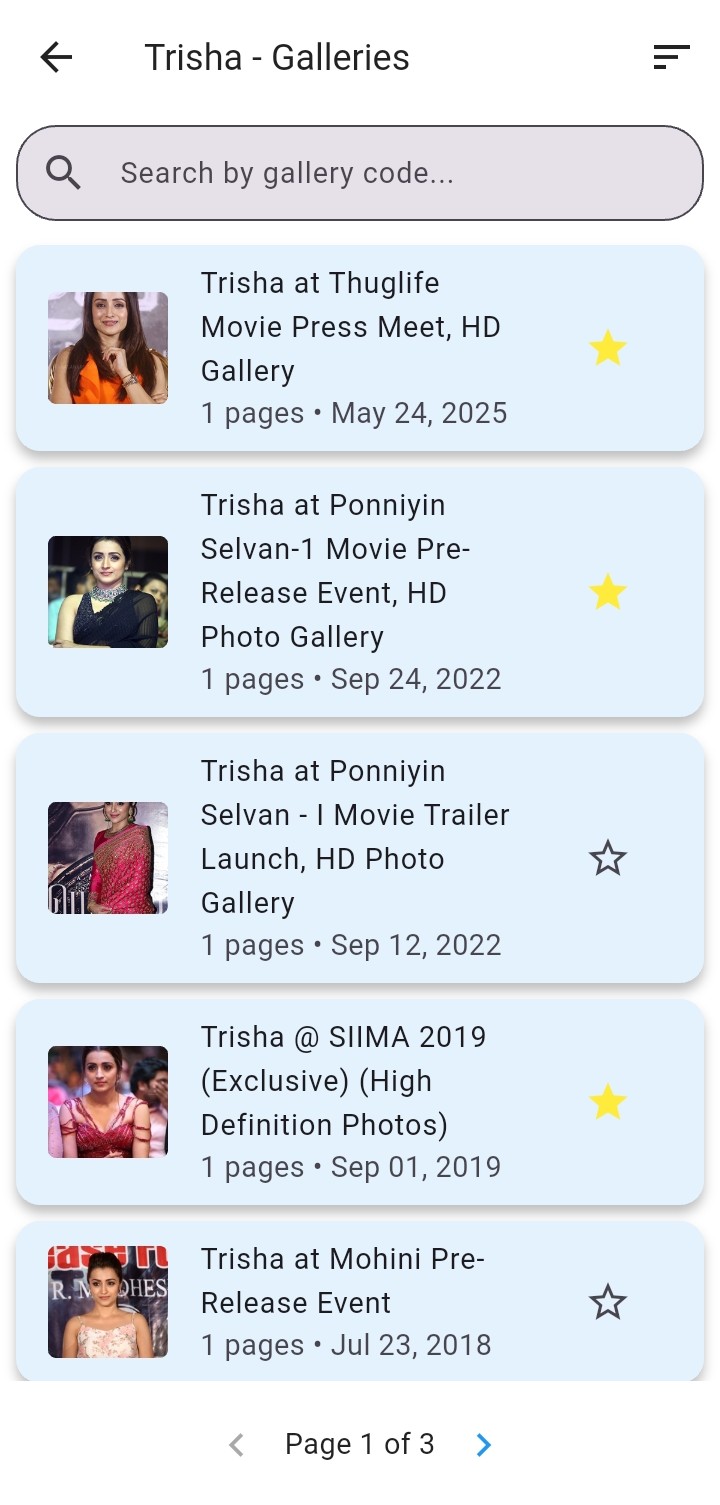 Trisha - Galleries
Search by gallery code...
Trisha at Thuglife
Movie Press Meet, HD
Gallery
1 pages • May 24, 2025
Trisha at Ponniyin
Selvan-1 Movie Pre-
Release Event, HD
Photo Gallery
1 pages • Sep 24, 2022
Trisha at Ponniyin
Selvan - I Movie Trailer
Launch, HD Photo
Gallery
1 pages • Sep 12, 2022
Trisha @ SIIMA 2019
(Exclusive) (High
Definition Photos)
1 pages • Sep 01, 2019
Trisha at Mohini Pre-
Release Event
1 pages • Jul 23, 2018
Page 1 of 3